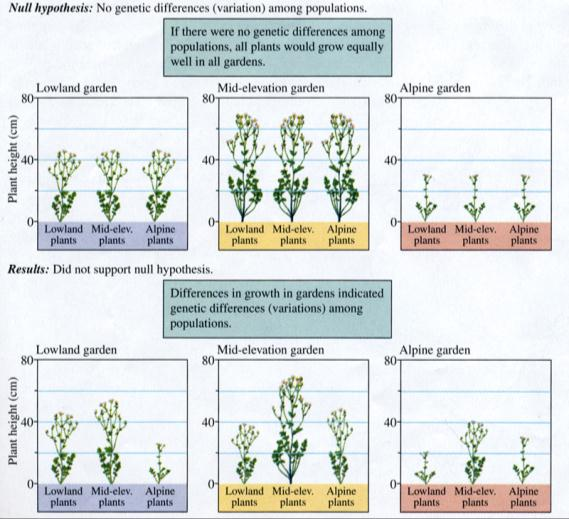 Null hypothesis: No genetic differences (variation) among populations.
If there were no genetic differences among
populations, all plants would grow equally
well in all gardens.
Lowland garden
Mid-elevation garden
Alpine garden
Plant height (cm)
80
40
0
Lowland plants
Mid-elev. plants
Alpine plants
80
40
0
Lowland plants
Mid-elev. plants
Alpine plants
80
40
0
Lowland plants
Mid-elev. plants
Alpine plants
Results: Did not support null hypothesis.
Differences in growth in gardens indicated
genetic differences (variations) among
populations.
Lowland garden
Mid-elevation garden
Alpine garden
Plant height (cm)
80
40
0
Lowland plants
Mid-elev. plants
Alpine plants
80
40
0
Lowland plants
Mid-elev. plants
Alpine plants
80
40
0
Lowland plants
Mid-elev. plants
Alpine plants